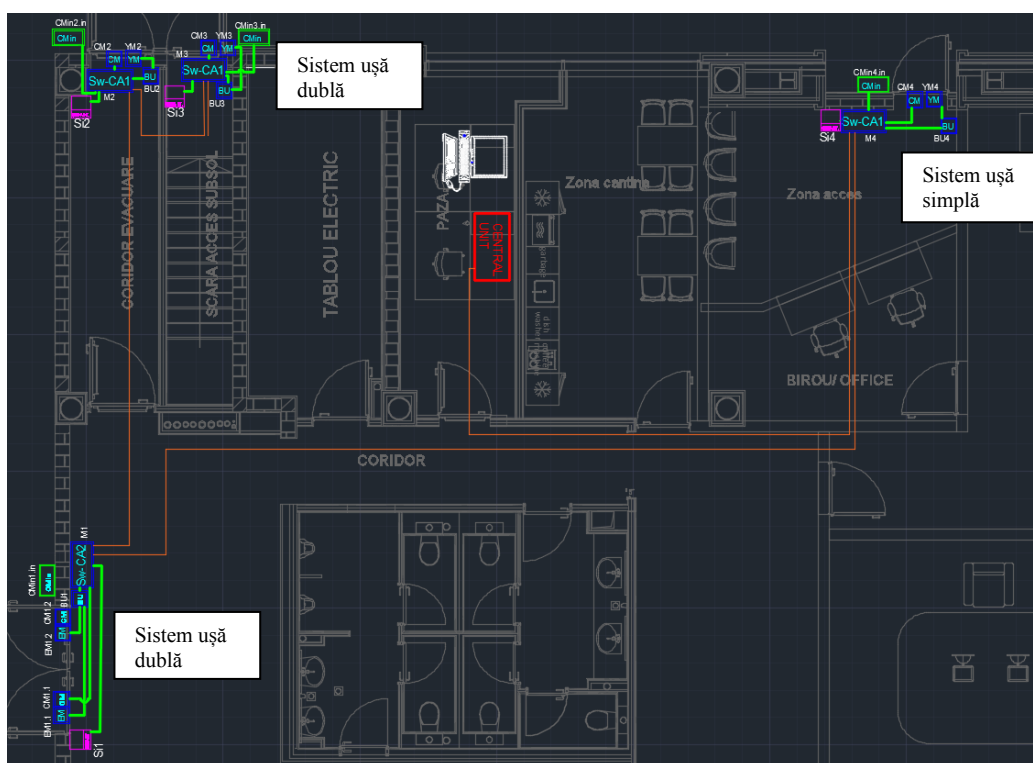 CMin2.in
CMin
CM2
YM2
CM
YM
Sw-CA1
BU
BU2
M2
Si2
CM3
YM3
CMin3.in
CM
YM
CMin
M3
Sw-CA1
BU
BU3
Si3
Sistem ușă
dublă
CMin4.in
CMin
CM4
YM4
CM
YM
Sw-CA1
BU
Si4
M4
BU4
Sistem ușă
simplă
CORIDOR EVACUARE
SCARA ACCES SUBSOL
TABLOU ELECTRIC
PAZA
CENTRAL
UNIT
Zona cantina
garbage
dish
washer
Zona acces
BIROU/ OFFICE
CORIDOR
M1
Sw-CA2
CMin1.in
CMin
BU
BU1
CM1.2
CM
EM1.2
EM
CM1.1
EM1.1
EM
Si1
Sistem ușă
dublă